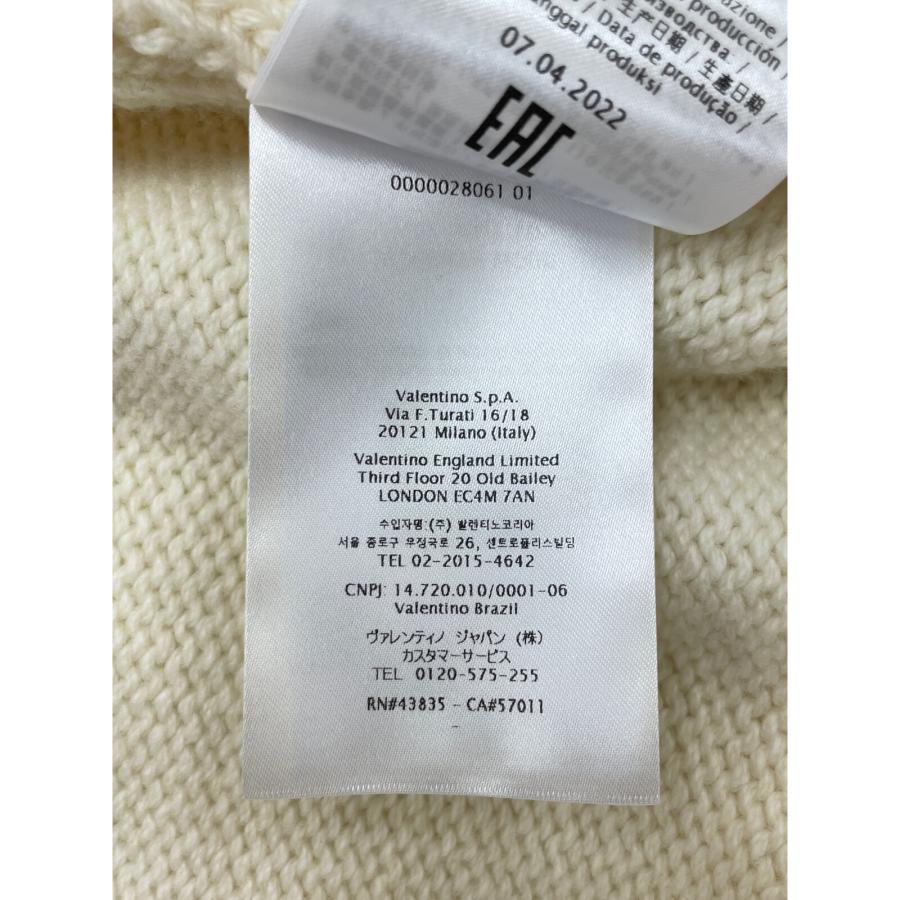 azione /
producción /
изводства / 生产日期 / Data de produção /
生產日期 /
anggal produksi
07.04.2022
EAC
0000028061 01
Valentino S.p.A.
Via F.Turati 16/18
20121 Milano (Italy)
Valentino England Limited
Third Floor 20 Old Bailey
LONDON EC4M 7AN
수입자명:(주) 발렌티노코리아
서울 종로구 우정국로 26, 센트로폴리스빌딩
TEL 02-2015-4642
CNPJ: 14.720.010/0001-06
Valentino Brazil
ヴァレンティノ ジャパン (株)
カスタマーサービス
TEL 0120-575-255
RN#43835 - CA#57011
-